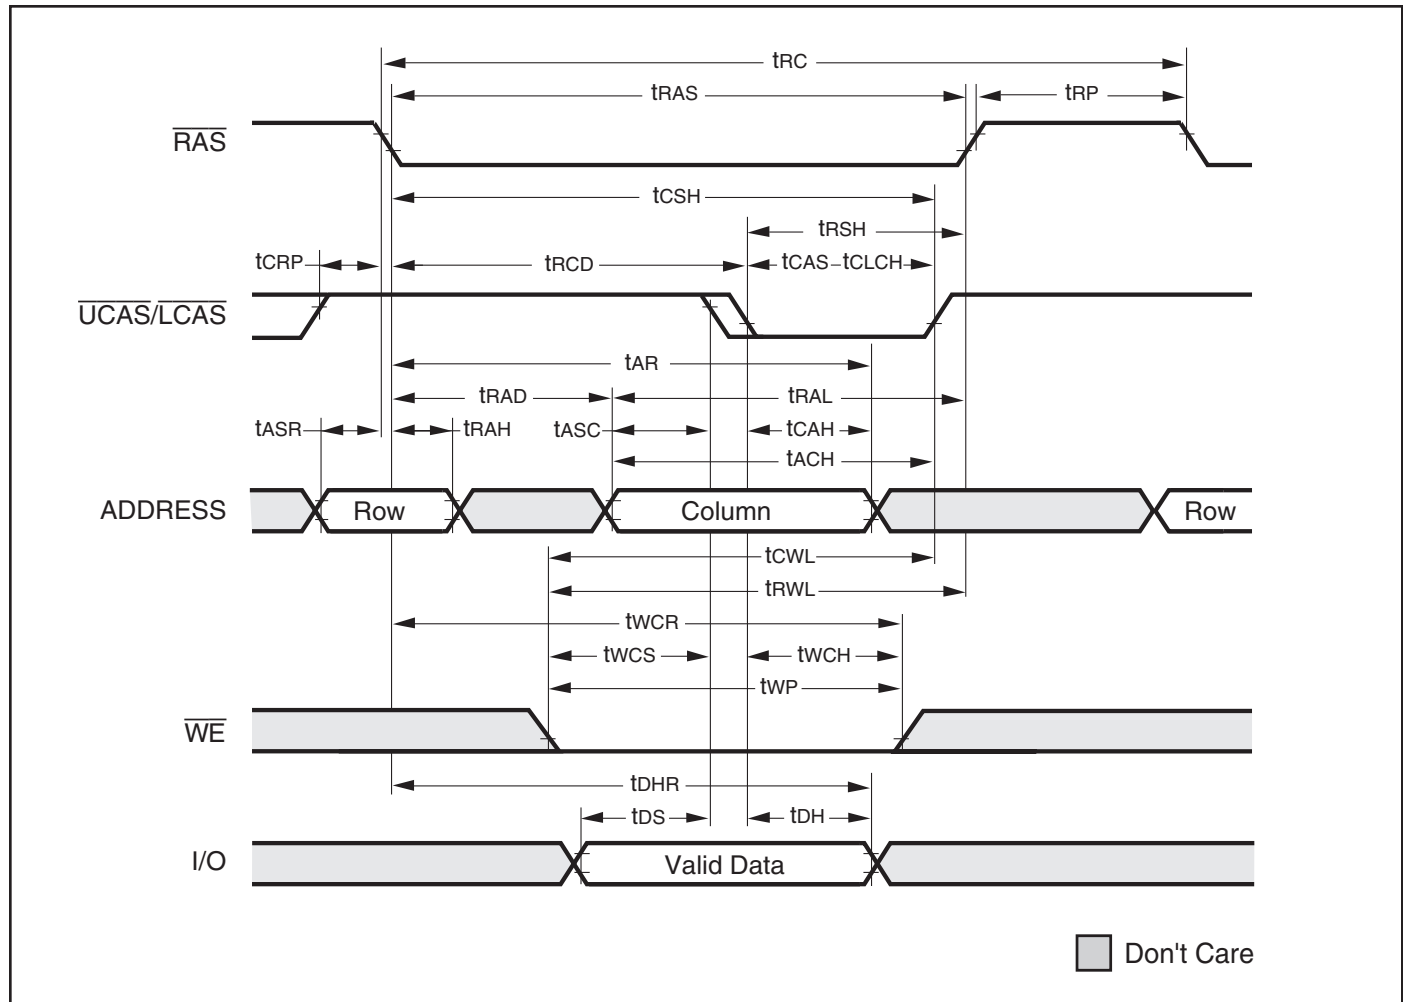 tRC
tRAS
tRP
RAS
tCSH
tRSH
tCRP
tRCD
tCAS tCLCH
UCAS/LCAS
tAR
tRAD
tRAL
tASR
tRAH
tASC
tCAH
tACH
ADDRESS
Row
Column
Row
tCWL
tRWL
tWCR
tWCS
tWCH
tWP
WE
tDHR
tDS
tDH
I/O
Valid Data
Don't Care